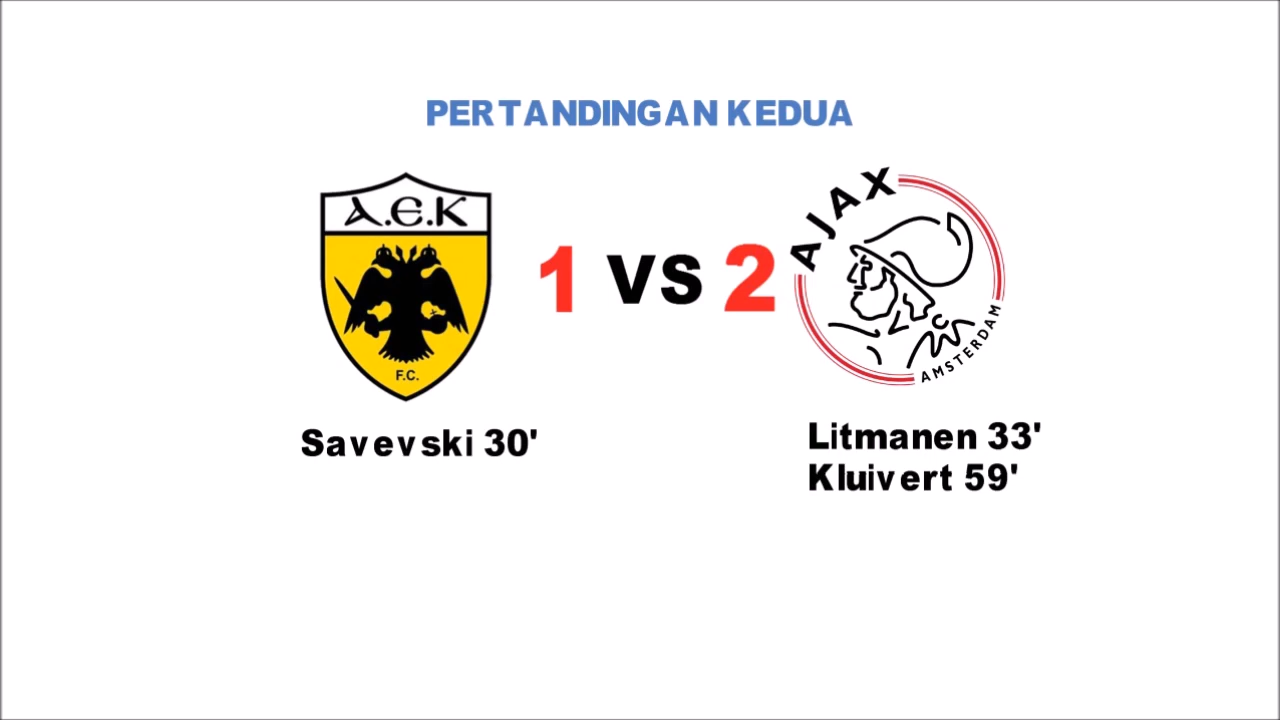 PERTANDINGAN KEDUA
A.E.K
F.C.
AJAX
AMSTERDAM
1 VS 2
Savevski 30'
Litmanen 33'
Kluivert 59'